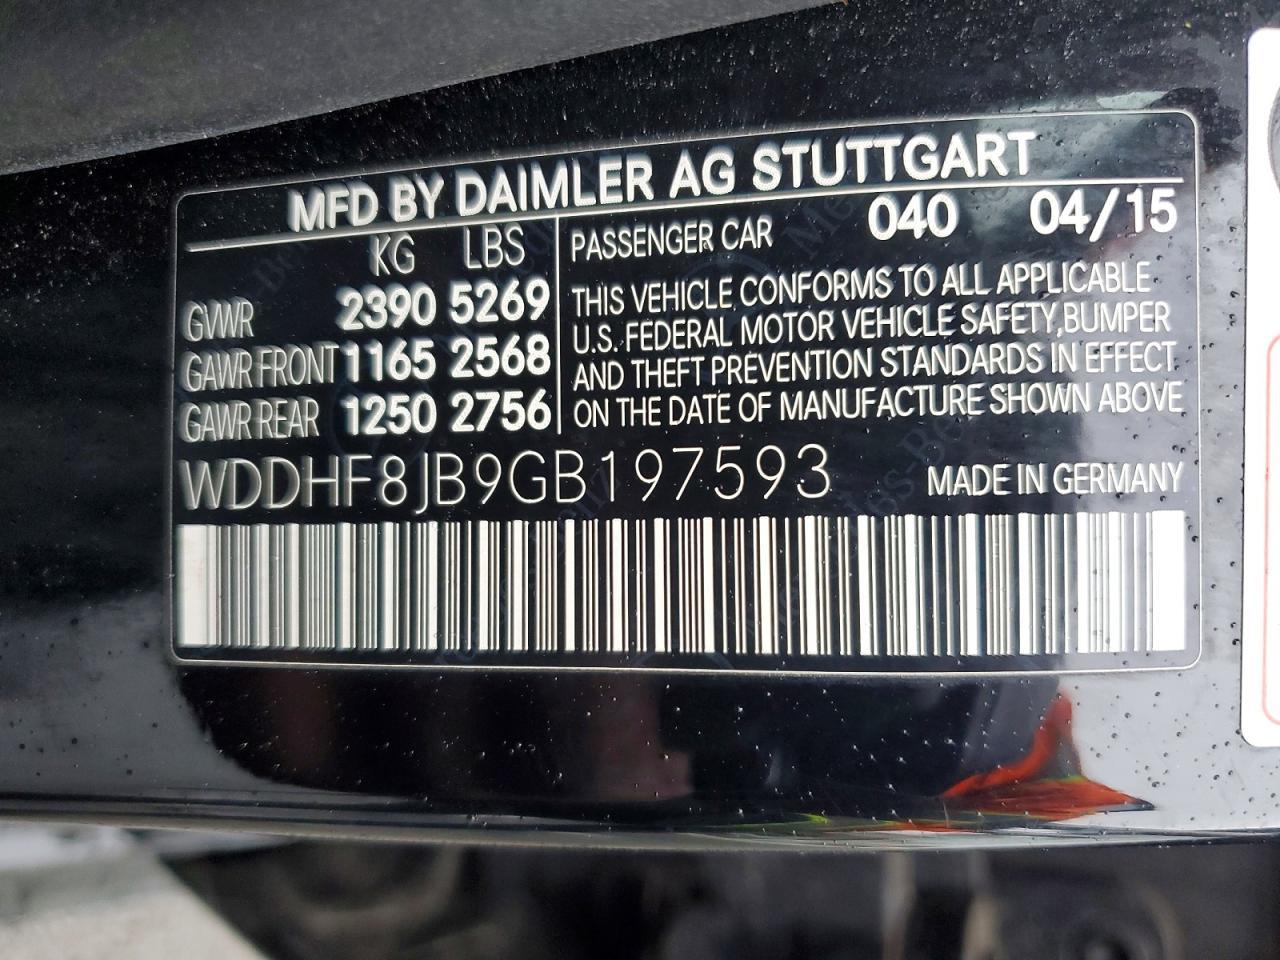 MFD BY DAIMLER AG STUTTGART
KG LBS
GVWR 2390 5269
GAWR FRONT 1165 2568
GAWR REAR 1250 2756
PASSENGER CAR 040 04/15
THIS VEHICLE CONFORMS TO ALL APPLICABLE
U.S. FEDERAL MOTOR VEHICLE SAFETY,BUMPER
AND THEFT PREVENTION STANDARDS IN EFFECT
ON THE DATE OF MANUFACTURE SHOWN ABOVE
WDDHF8JB9GB197593
MADE IN GERMANY